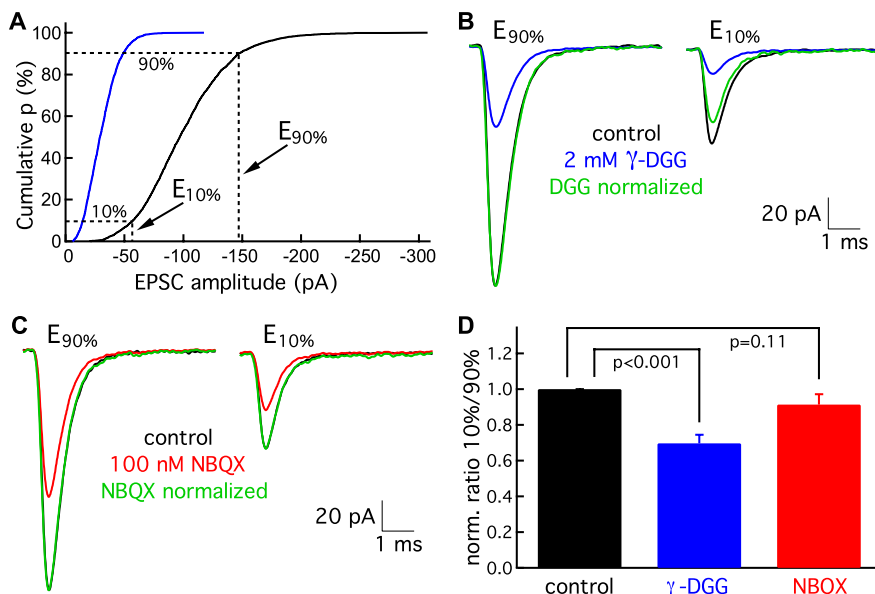 A
100
80
60
40
20
0
Cumulative p (%)
90%
10%
E90%
E10%
0
-50
-100
-150
-200
-250
-300
EPSC amplitude (pA)
B
E90%
E10%
control
2 mM γ-DGG
DGG normalized
20 pA
1 ms
C
E90%
E10%
control
100 nM NBQX
NBQX normalized
20 pA
1 ms
D
norm. ratio 10%/90%
1.2
1.0
0.8
0.6
0.4
0.2
0.0
p<0.001
p=0.11
control
γ-DGG
NBOX